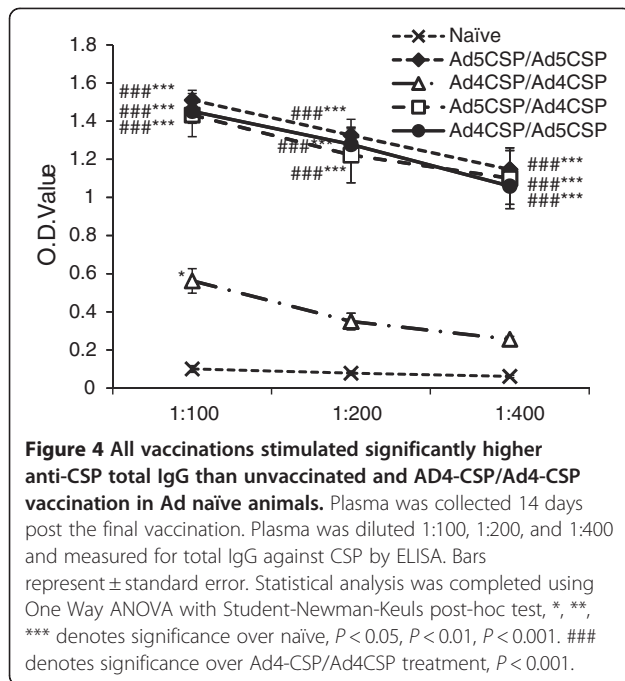 1.8
1.6
1.4
1.2
1
0.8
0.6
0.4
0.2
0
O.D.Value
Naïve
Ad5CSP/Ad5CSP
Ad4CSP/Ad4CSP
Ad5CSP/Ad4CSP
Ad4CSP/Ad5CSP
###***
###***
###***
###***
###***
###***
###***
###***
###***
*
1:100
1:200
1:400
Figure 4 All vaccinations stimulated significantly higher
anti-CSP total IgG than unvaccinated and AD4-CSP/Ad4-CSP
vaccination in Ad naïve animals. Plasma was collected 14 days
post the final vaccination. Plasma was diluted 1:100, 1:200, and 1:400
and measured for total IgG against CSP by ELISA. Bars
represent ± standard error. Statistical analysis was completed using
One Way ANOVA with Student-Newman-Keuls post-hoc test, *, **,
*** denotes significance over naïve, P < 0.05, P < 0.01, P < 0.001. ###
denotes significance over Ad4-CSP/Ad4CSP treatment, P < 0.001.